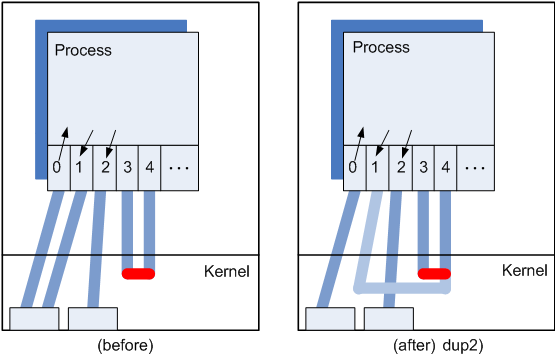 Process
0 1 2 3 4 ···
Kernel
(before)
Process
0 1 2 3 4 ···
Kernel
(after) dup2)